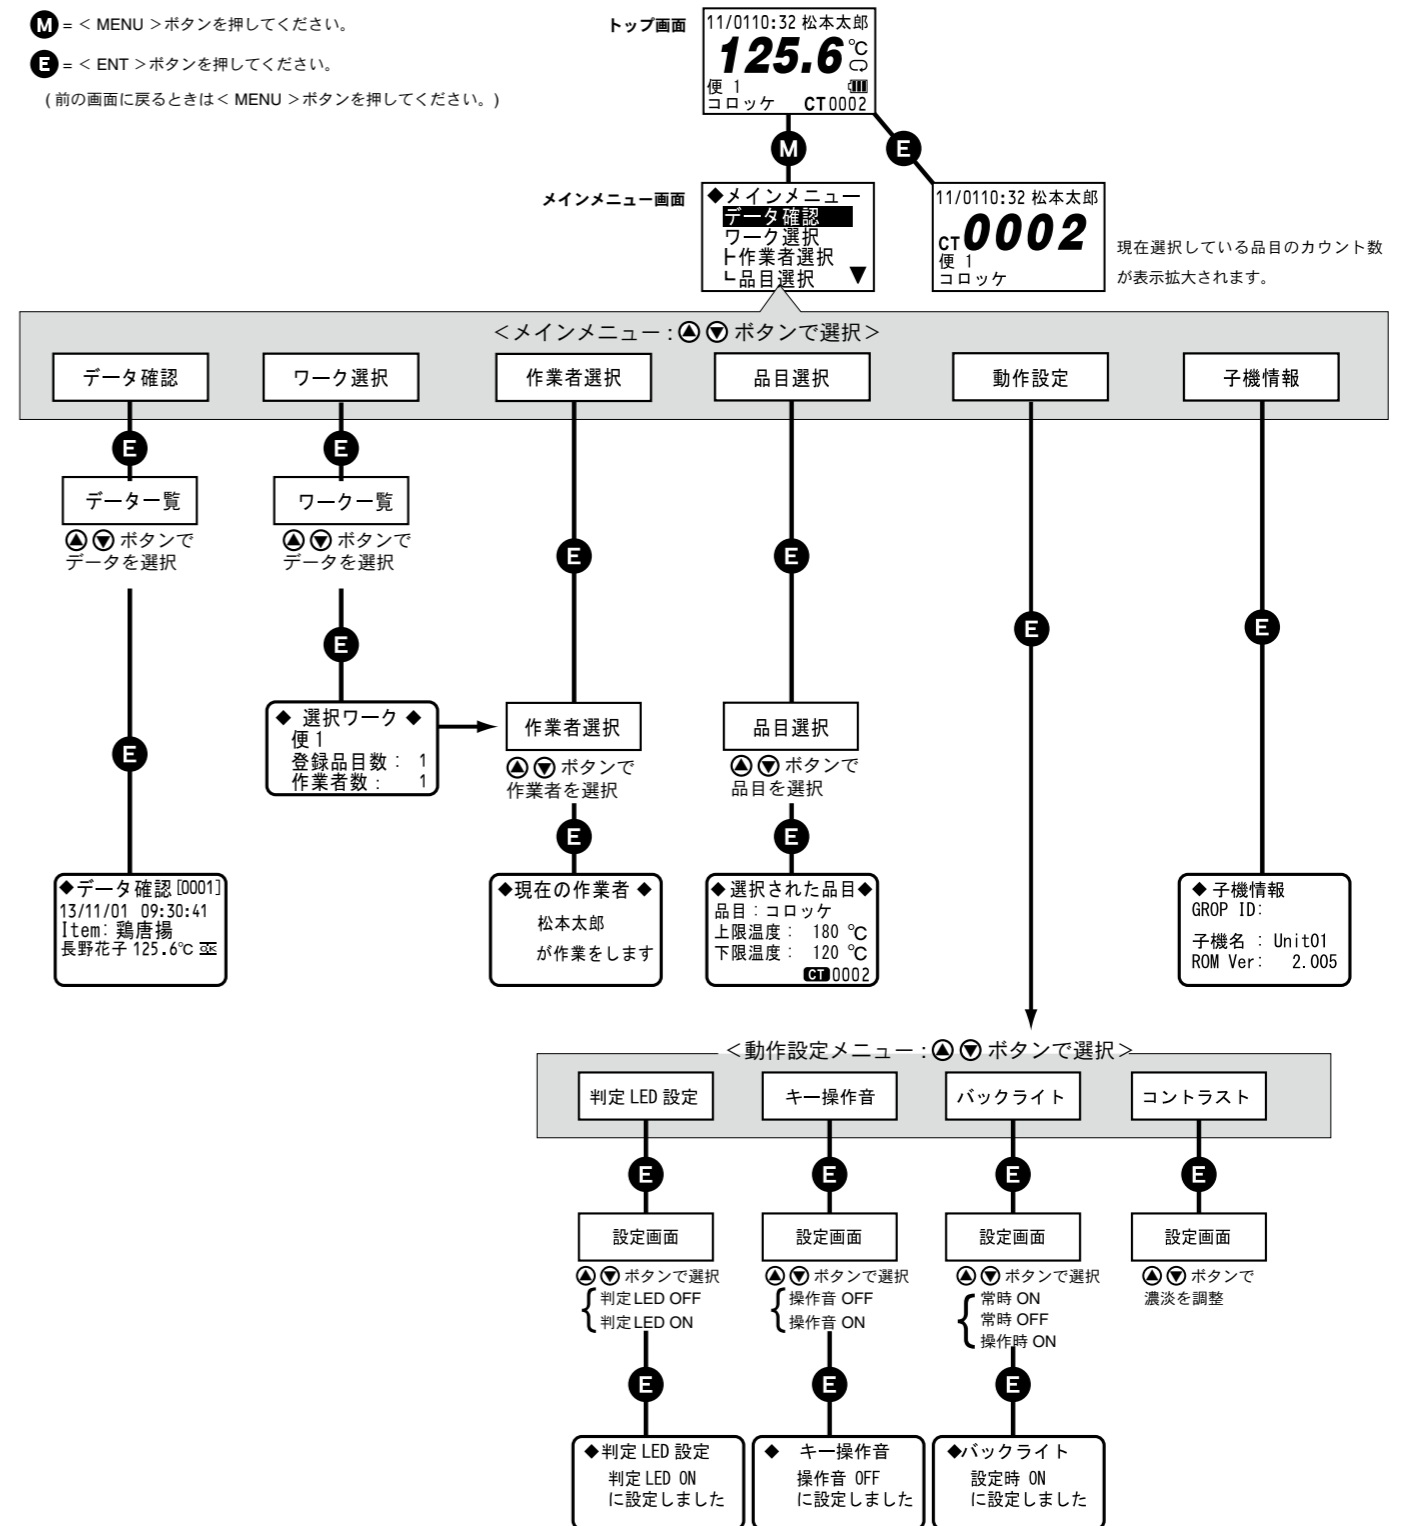 M = < MENU >ボタンを押してください。
E = < ENT >ボタンを押してください。
( 前の画面に戻るときは< MENU >ボタンを押してください。)
トップ画面
11/0110:32 松本太郎
125.6℃
便 1
コロッケ CT0002
M
E
メインメニュー画面
◆メインメニュー
データ確認
ワーク選択
├作業者選択
└品目選択 ▼
11/0110:32 松本太郎
CT0002
便 1
コロッケ
現在選択している品目のカウント数
が表示拡大されます。
<メインメニュー:▲▼ボタンで選択>
データ確認
ワーク選択
作業者選択
品目選択
動作設定
子機情報
E
E
データ一覧
ワーク一覧
▲▼ボタンで
データを選択
▲▼ボタンで
データを選択
E
E
E
E
E
◆ 選択ワーク ◆
便1
登録品目数: 1
作業者数: 1
作業者選択
▲▼ボタンで
作業者を選択
品目選択
▲▼ボタンで
品目を選択
E
E
E
◆データ確認[0001]
13/11/01 09:30:41
Item:鶏唐揚
長野花子 125.6℃ OK
◆現在の作業者◆
松本太郎
が作業をします
◆選択された品目◆
品目:コロッケ
上限温度: 180 ℃
下限温度: 120 ℃
CT0002
◆子機情報
GROP ID:
子機名 : Unit01
ROM Ver: 2.005
<動作設定メニュー:▲▼ボタンで選択>
判定 LED 設定
キー操作音
バックライト
コントラスト
E
E
E
E
設定画面
設定画面
設定画面
設定画面
▲▼ボタンで選択
判定LED OFF
判定LED ON
▲▼ボタンで選択
操作音 OFF
操作音 ON
▲▼ボタンで選択
常時 ON
常時 OFF
操作時 ON
▲▼ボタンで
濃淡を調整
E
E
E
◆判定 LED 設定
判定 LED ON
に設定しました
◆ キー操作音
操作音 OFF
に設定しました
◆バックライト
設定時 ON
に設定しました